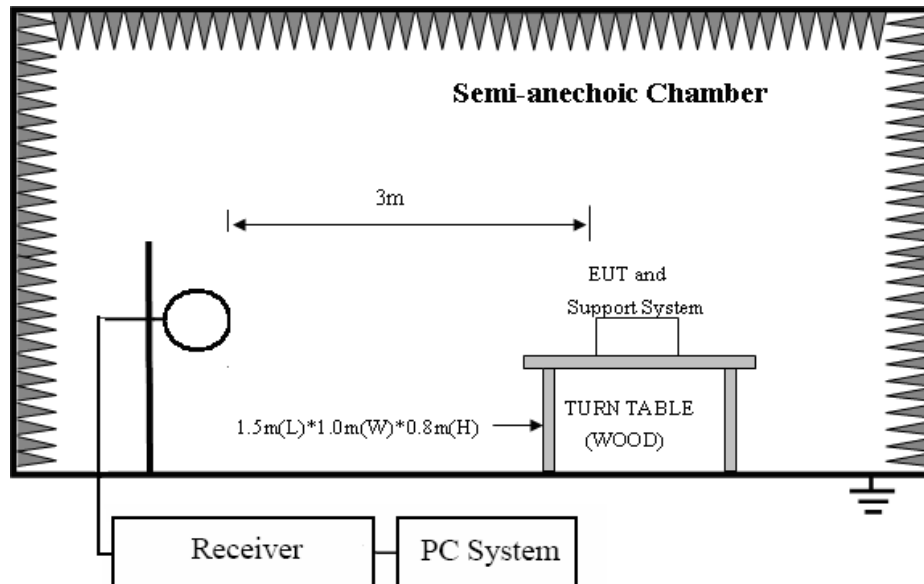 Semi-anechoic Chamber
3m
EUT and
Support System
1.5m(L)*1.0m(W)*0.8m(H)
TURN TABLE
(WOOD)
Receiver
PC System